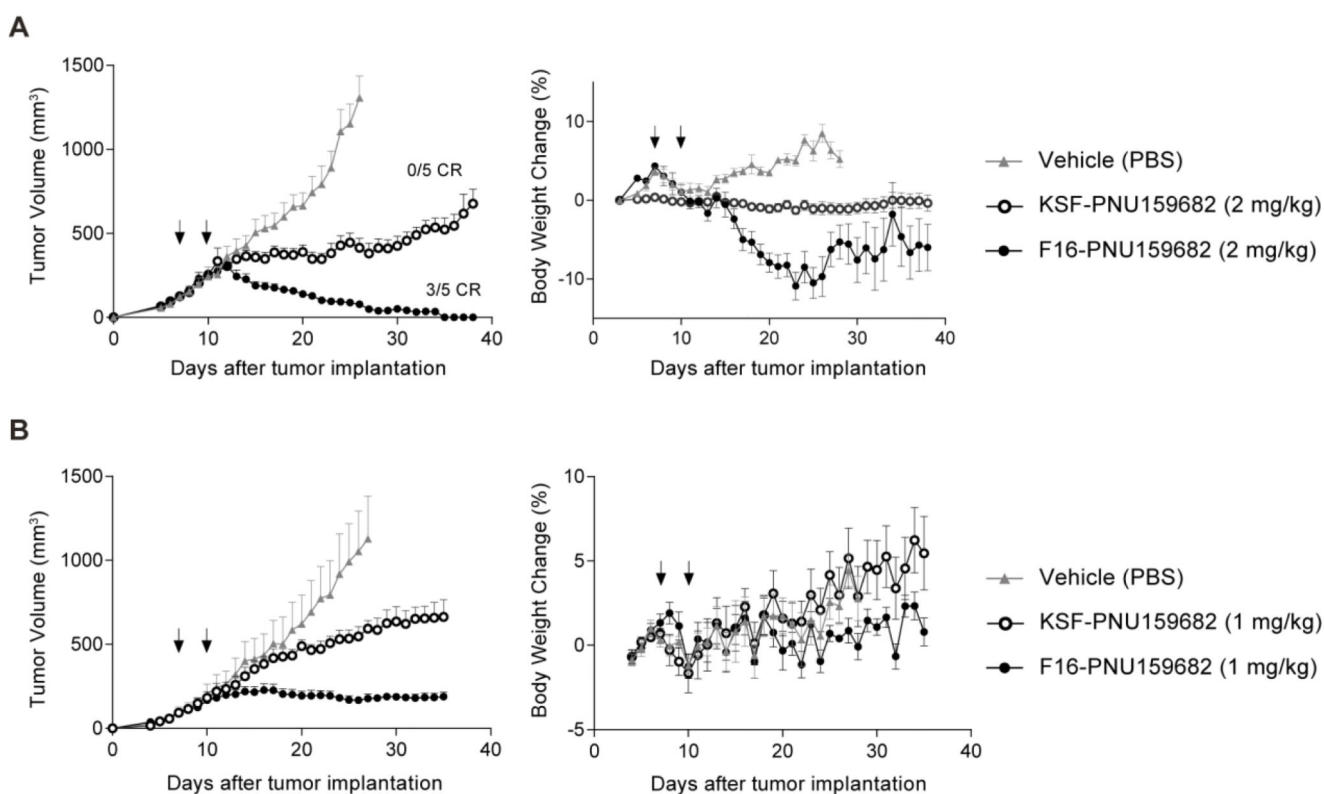 A
Tumor Volume (mm³)
1500
1000
500
0
0/5 CR
3/5 CR
0
10
20
30
40
Days after tumor implantation
Body Weight Change (%)
10
0
-10
0
10
20
30
40
Days after tumor implantation
Vehicle (PBS)
KSF-PNU159682 (2 mg/kg)
F16-PNU159682 (2 mg/kg)
B
Tumor Volume (mm³)
1500
1000
500
0
0
10
20
30
40
Days after tumor implantation
Body Weight Change (%)
10
5
0
-5
0
10
20
30
40
Days after tumor implantation
Vehicle (PBS)
KSF-PNU159682 (1 mg/kg)
F16-PNU159682 (1 mg/kg)